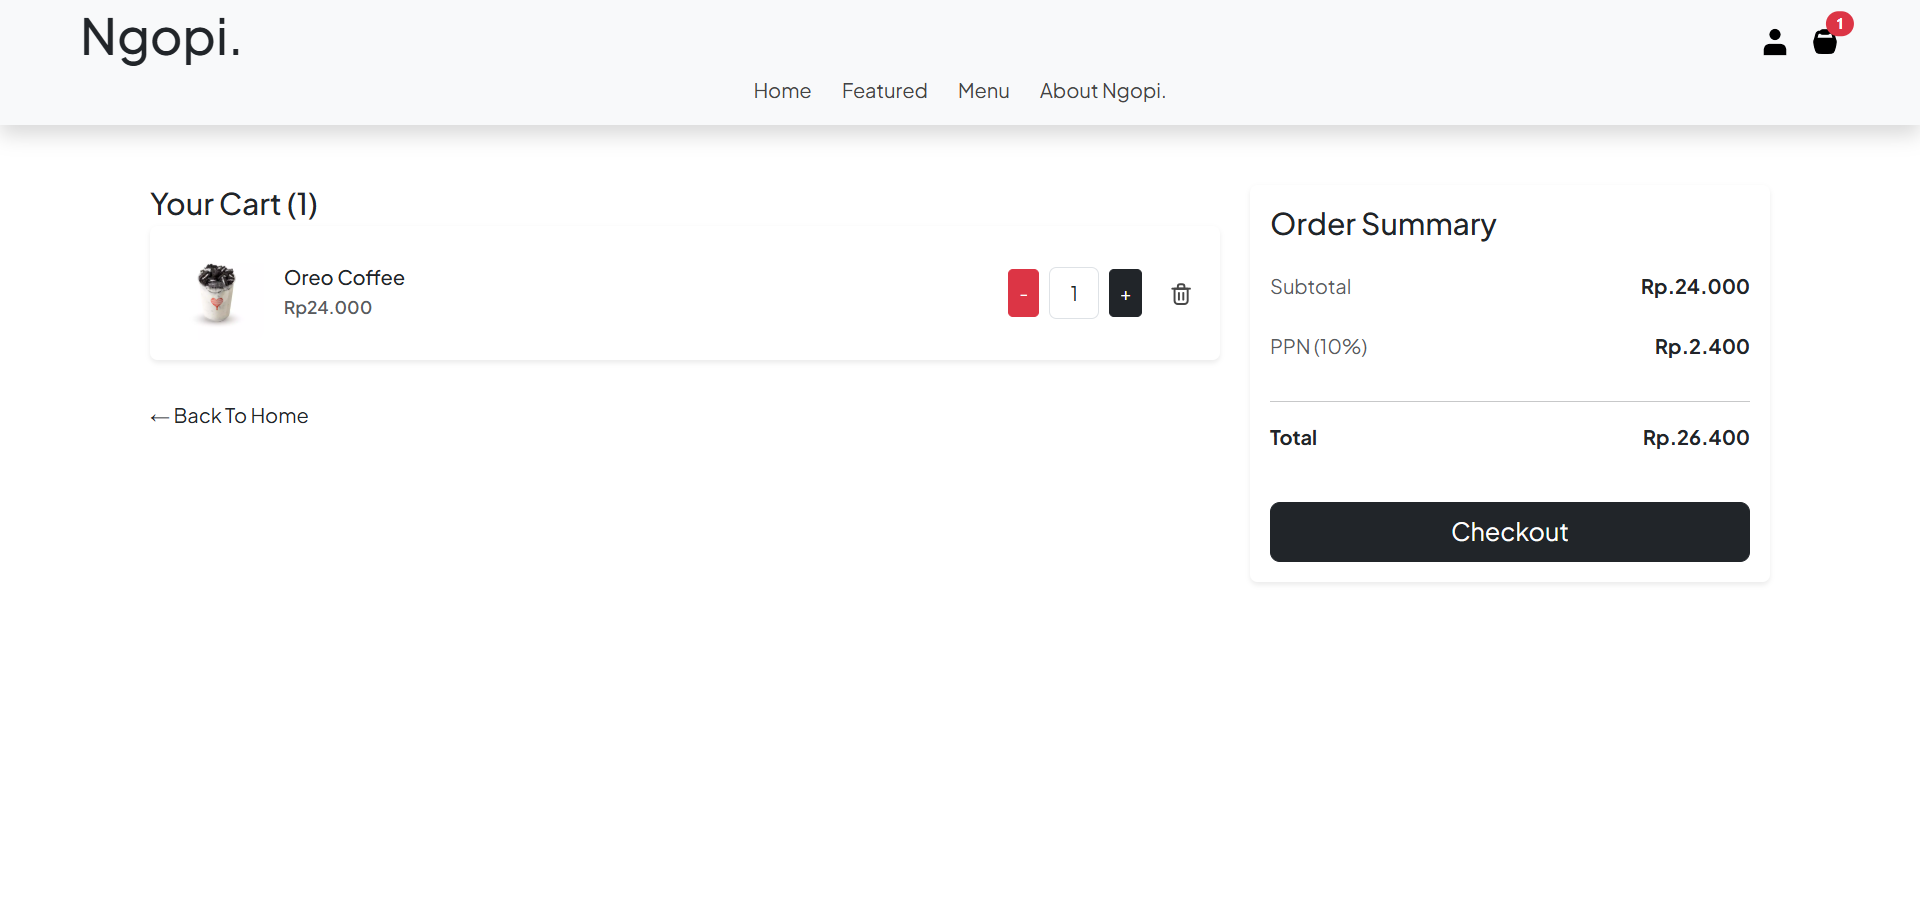 Ngopi.
1
Home Featured Menu About Ngopi.
Your Cart (1)
Oreo Coffee
Rp24.000
- 1 +
← Back To Home
Order Summary
Subtotal Rp.24.000
PPN (10%) Rp.2.400
Total Rp.26.400
Checkout